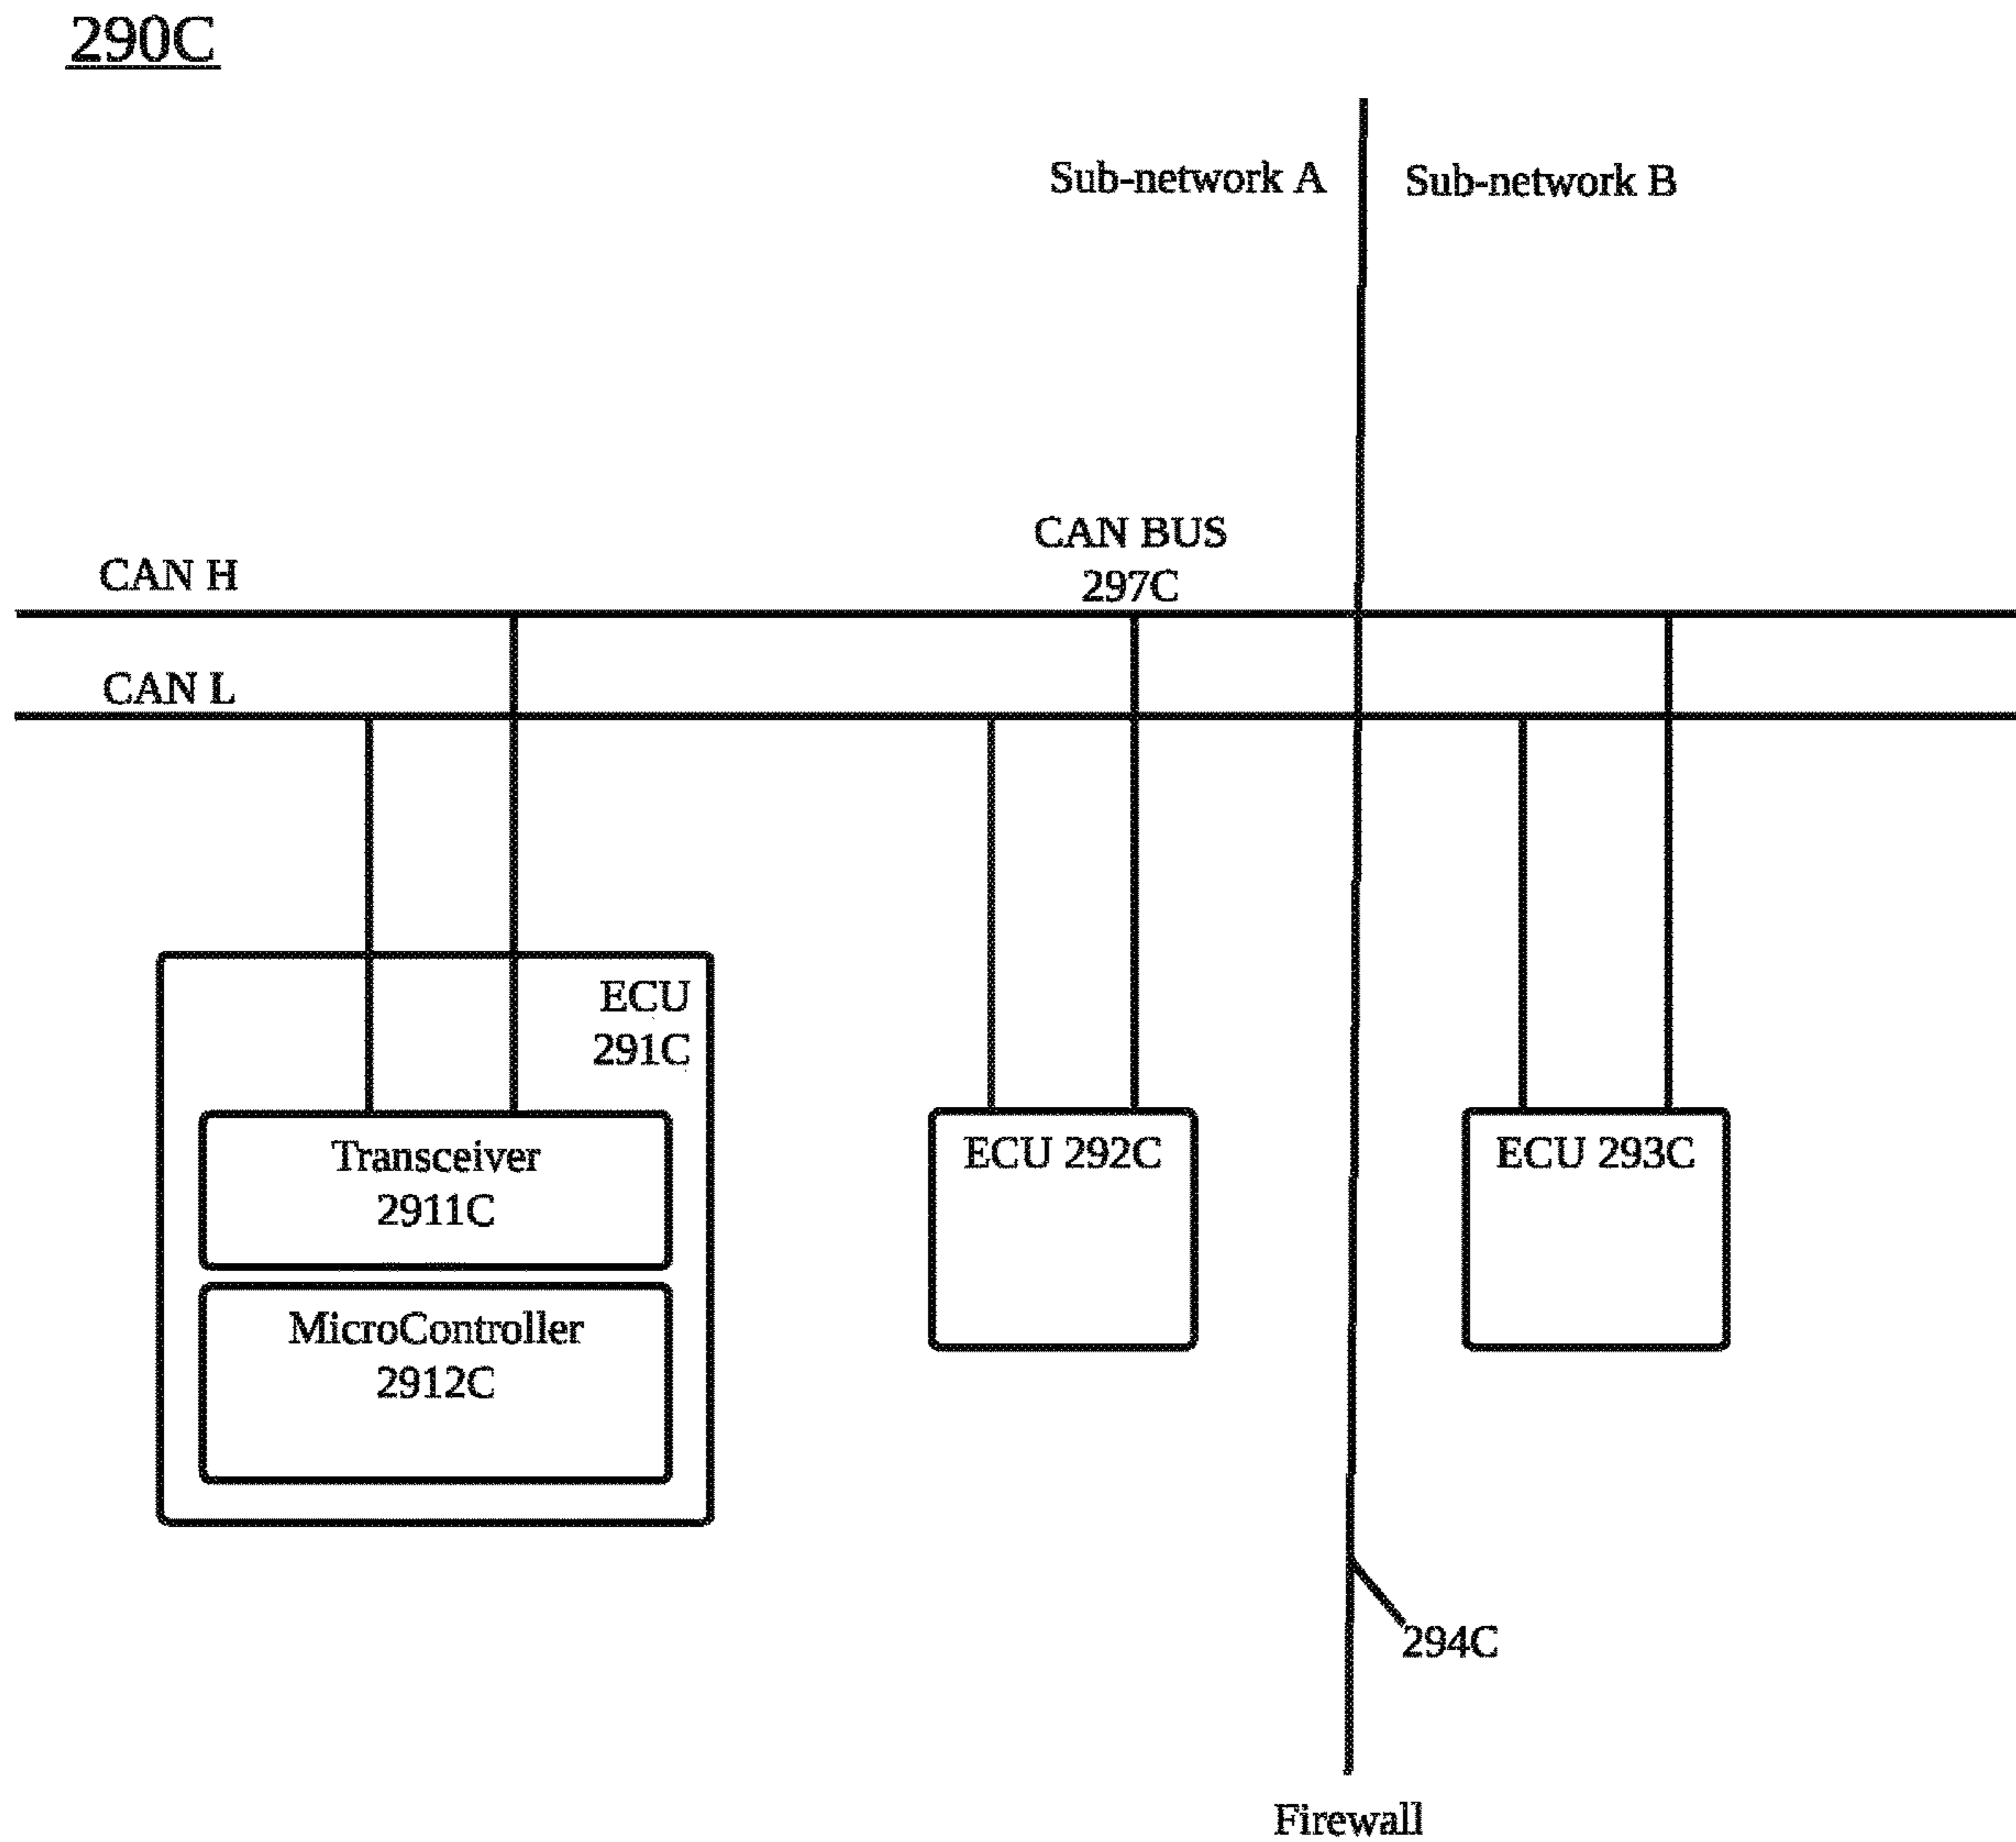 290C
Sub-network A
Sub-network B
CAN BUS
297C
CAN H
CAN L
ECU
291C
Transceiver
2911C
MicroController
2912C
ECU 292C
ECU 293C
294C
Firewall